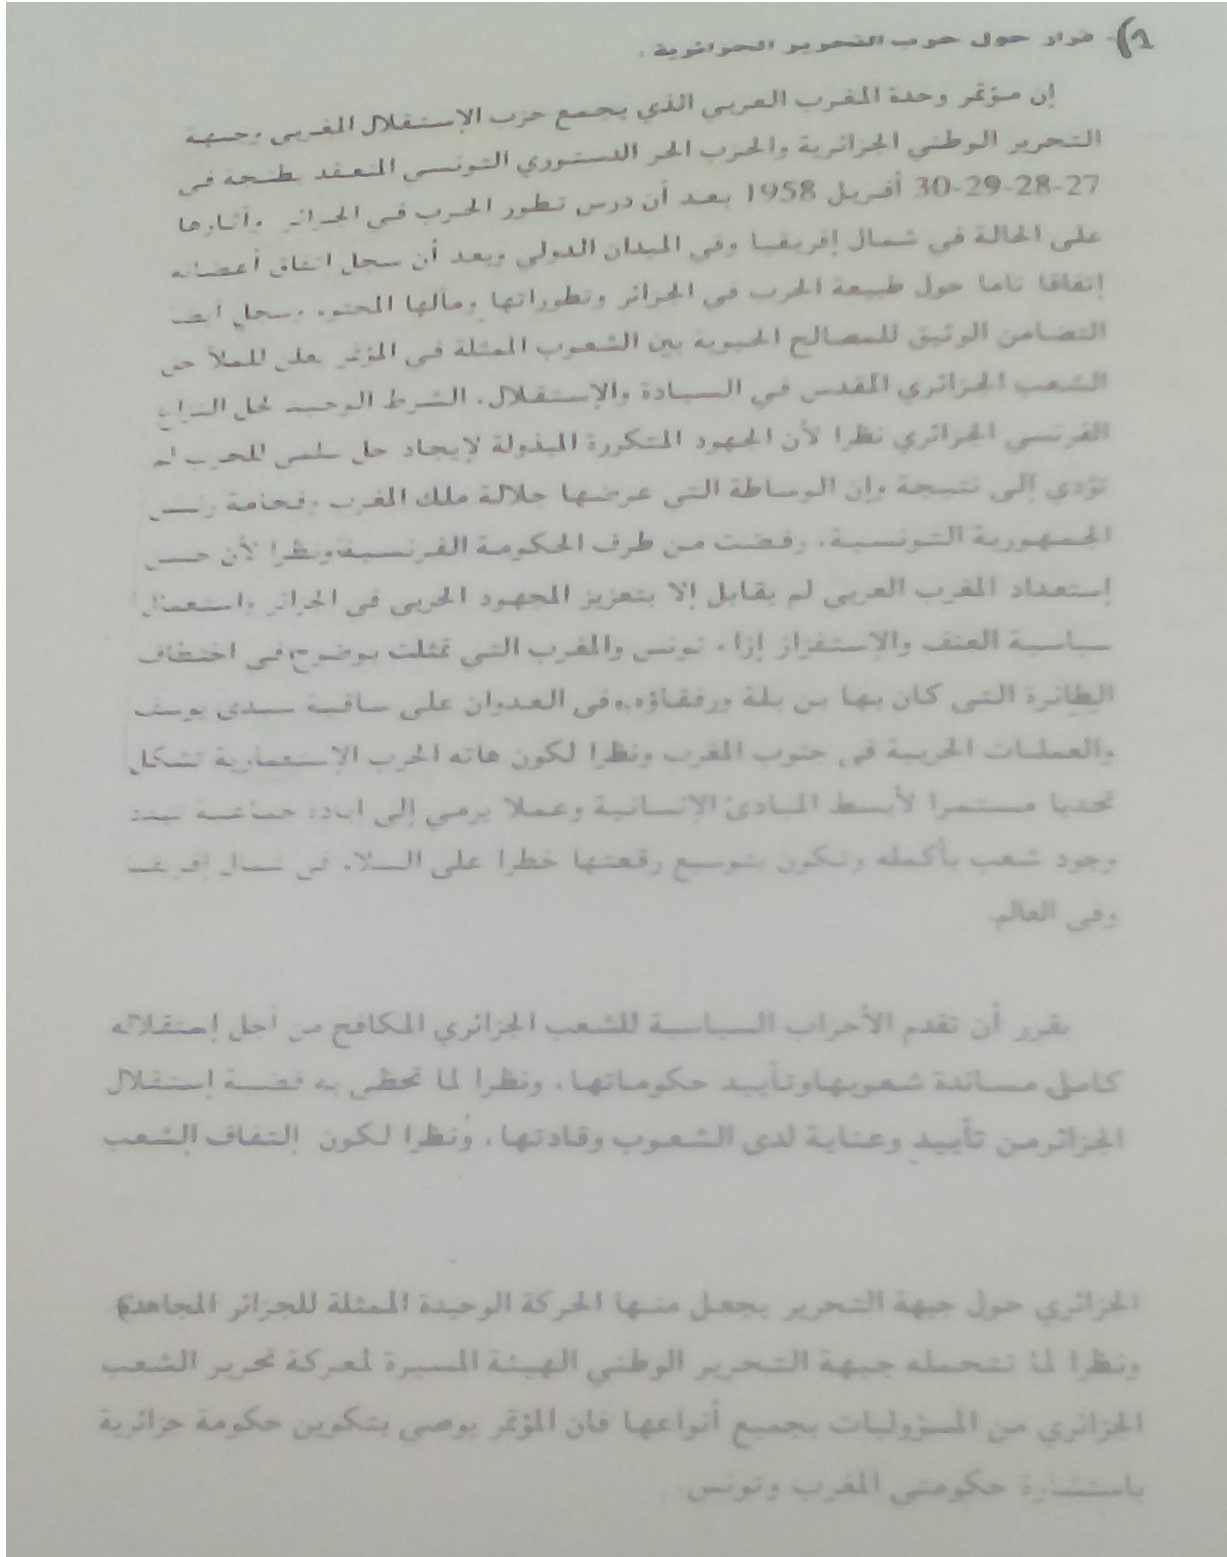 1)- قرار حول حرب التحرير الجزائرية .
إن مؤتمر وحدة المغرب العربي الذي يجمع حزب الإستقلال المغربي وجبهة
التحرير الوطني الجزائرية والحزب الحر الدستوري التونسي المنعقد بطنجة في
27-28-29-30 أفريل 1958 بعد أن درس تطور الحرب في الجزائر وآثارها
على الحالة في شمال إفريقيا وفي الميدان الدولي وبعد أن سجل اتفاق أعضائه
إتفاقا تاما حول طبيعة الحرب في الجزائر وتطوراتها ومآلها المحتوم وسجل أيضا
التضامن الوثيق للمصالح الحيوية بين الشعوب الممثلة في المؤتمر يعلن للملأ حق
الشعب الجزائري المقدس في السيادة والإستقلال، الشرط الوحيد لحل النزاع
الفرنسي الجزائري نظرا لأن الجهود المتكررة المبذولة لإيجاد حل سلمي للحرب لم
تؤدي إلى نتيجة وإن الوساطة التي عرضها جلالة ملك المغرب وفخامة رئيس
الجمهورية التونسية، رفضت من طرف الحكومة الفرنسية ونظرا لأن حسن
إستعداد المغرب العربي لم يقابل إلا بتعزيز المجهود الحربي في الجزائر واستعمال
سياسية العنف والإستفزاز إزاء تونس والمغرب التي تمثلت بوضوح في اختطاف
الطائرة التي كان بها بن بلة ورفقاؤه، وفي العدوان على ساقية سيدي يوسف
والعمليات الحربية في جنوب المغرب ونظرا لكون هاته الحرب الإستعمارية تشكل
تحديا مستمرا لأبسط المبادئ الإنسانية وعملا يرمي إلى إبادة جماعية تهدد
وجود شعب بأكمله وتكون بتوسيع رقعتها خطرا على السلام في شمال إفريقيا
وفي العالم.
يقرر أن تقدم الأحزاب السياسية للشعب الجزائري المكافح من أجل إستقلاله
كامل مساندة شعوبها وتأييد حكوماتها، ونظرا لما تحظى به قضية إستقلال
الجزائر من تأييد وعناية لدى الشعوب وقادتها، ونظرا لكون إلتفاف الشعب
الجزائري حول جبهة التحرير يجعل منها الحركة الوحيدة الممثلة للجزائر المجاهدة
ونظرا لما تتحمله جبهة التحرير الوطني الهيئة المسيرة لمعركة تحرير الشعب
الجزائري من المسؤوليات بجميع أنواعها فان المؤتمر يوصي بتكوين حكومة جزائرية
باستشارة حكومتي المغرب وتونس.